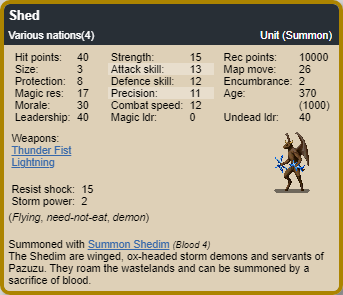 Shed
Various nations(4) Unit (Summon)
Hit points: 40 Strength: 15 Rec points: 10000
Size: 3 Attack skill: 13 Map move: 26
Protection: 8 Defence skill: 12 Encumbrance: 2
Magic res: 17 Precision: 11 Age: 370
Morale: 30 Combat speed: 12 (1000)
Leadership: 40 Magic ldr: 0 Undead ldr: 40
Weapons:
Thunder Fist
Lightning
Resist shock: 15
Storm power: 2
(Flying, need-not-eat, demon)
Summoned with Summon Shedim (Blood 4)
The Shedim are winged, ox-headed storm demons and servants of
Pazuzu. They roam the wastelands and can be summoned by a
sacrifice of blood.